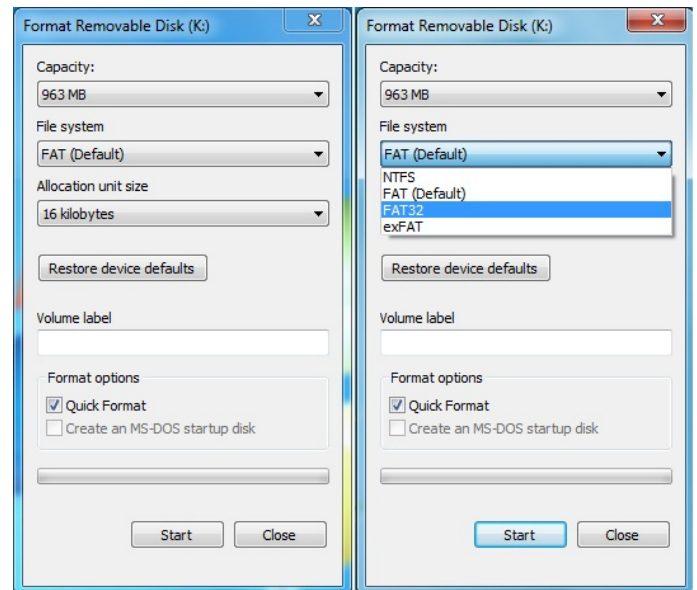 Format Removable Disk (K:)
Capacity:
963 MB
File system
FAT (Default)
Allocation unit size
16 kilobytes
Restore device defaults
Volume label
Format options
Quick Format
Create an MS-DOS startup disk
Start
Close
Format Removable Disk (K:)
Capacity:
963 MB
File system
FAT (Default)
NTFS
FAT (Default)
FAT32
exFAT
Restore device defaults
Volume label
Format options
Quick Format
Create an MS-DOS startup disk
Start
Close